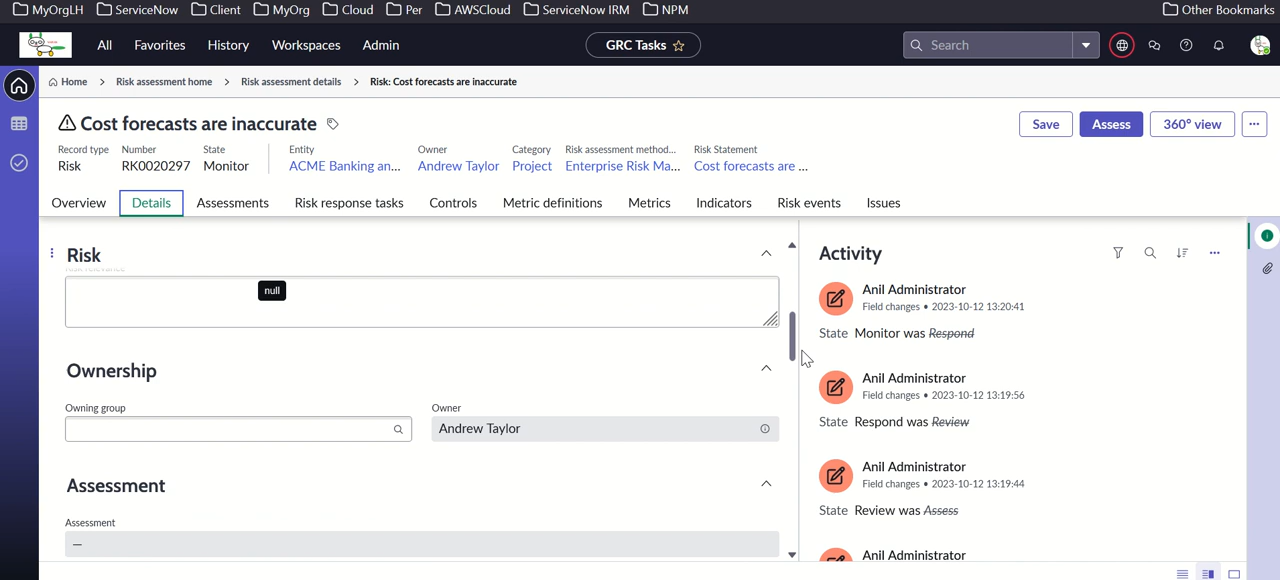 MyOrgLH ServiceNow Client MyOrg Cloud Per AWSCloud ServiceNow IRM NPM Other Bookmarks
All Favorites History Workspaces Admin GRC Tasks Search
Home > Risk assessment home > Risk assessment details > Risk: Cost forecasts are inaccurate
Cost forecasts are inaccurate
Save Assess 360° view ...
Record type Number State Entity Owner Category Risk assessment method... Risk Statement
Risk RK0020297 Monitor ACME Banking an... Andrew Taylor Project Enterprise Risk Ma... Cost forecasts are ...
Overview Details Assessments Risk response tasks Controls Metric definitions Metrics Indicators Risk events Issues
Risk
Risk relevance
null
Ownership
Owning group Owner
Andrew Taylor
Assessment
Assessment
—
Activity
Anil Administrator
Field changes • 2023-10-12 13:20:41
State Monitor was Respond
Anil Administrator
Field changes • 2023-10-12 13:19:56
State Respond was Review
Anil Administrator
Field changes • 2023-10-12 13:19:44
State Review was Assess
Anil Administrator